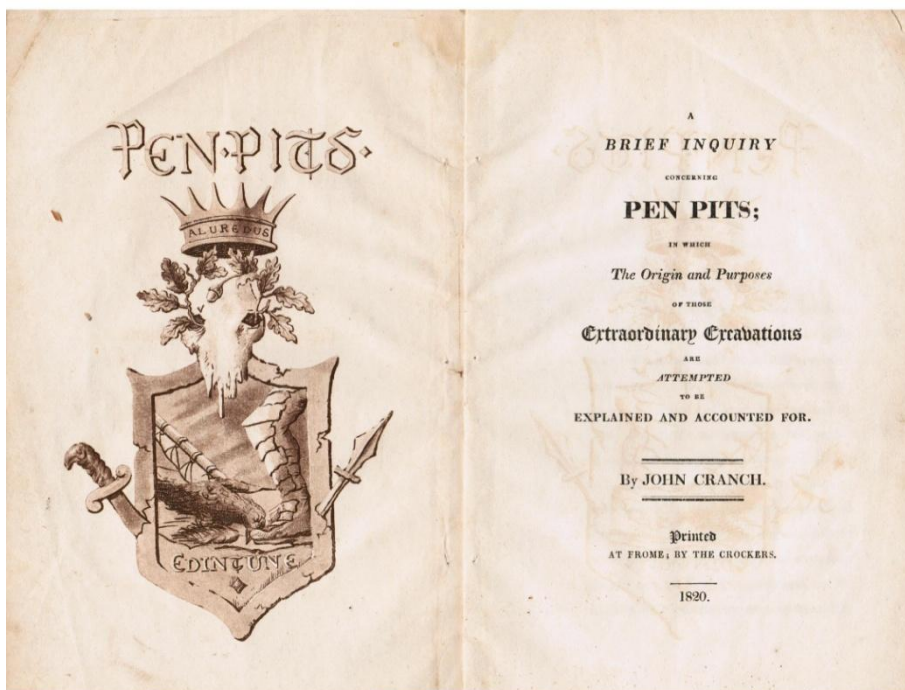 PEN·PITS·
ALUREDUS
EDINTUNE
A
BRIEF INQUIRY
CONCERNING
PEN PITS;
IN WHICH
The Origin and Purposes
OF THOSE
Extraordinary Excavations
ARE
ATTEMPTED
TO BE
EXPLAINED AND ACCOUNTED FOR.
By JOHN CRANCH.
Printed
AT FROME; BY THE CROCKERS.
1820.